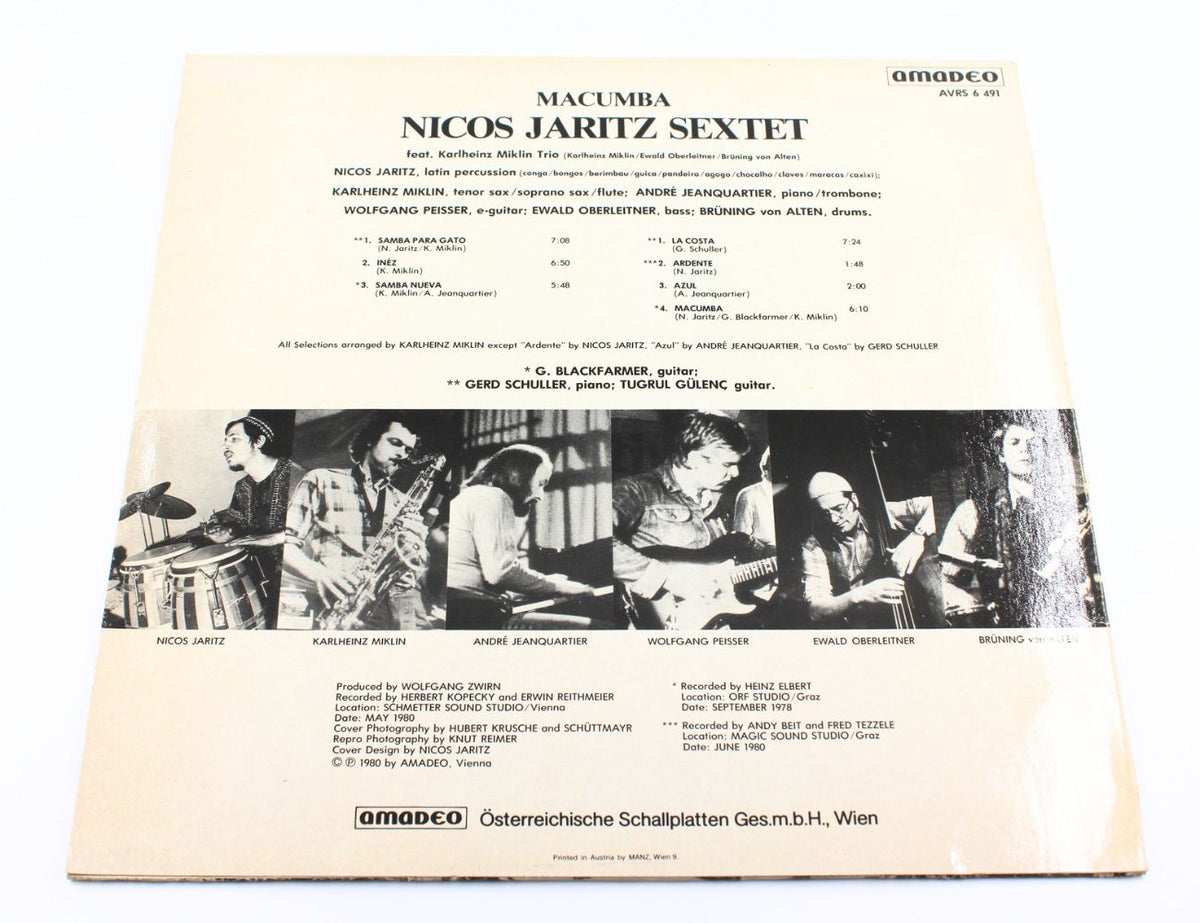 amadeo
AVRS 6 491
MACUMBA
NICOS JARITZ SEXTET
feat. Karlheinz Miklin Trio (Karlheinz Miklin/Ewald Oberleitner/Brüning von Alten)
NICOS JARITZ, latin percussion (conga/bongos/berimbau/guica/pandeiro/agogo/chocalho/claves/maracas/caxixi);
KARLHEINZ MIKLIN, tenor sax/soprano sax/flute; ANDRÉ JEANQUARTIER, piano/trombone;
WOLFGANG PEISSER, e-guitar; EWALD OBERLEITNER, bass; BRÜNING von ALTEN, drums.
**1. SAMBA PARA GATO 7:08
(N. Jaritz/K. Miklin)
2. INÉZ 6:50
(K. Miklin)
*3. SAMBA NUEVA 5:48
(K. Miklin/A. Jeanquartier)
**1. LA COSTA 7:24
(G. Schuller)
***2. ARDENTE 1:48
(N. Jaritz)
3. AZUL 2:00
(A. Jeanquartier)
*4. MACUMBA 6:10
(N. Jaritz/G. Blackfarmer/K. Miklin)
All Selections arranged by KARLHEINZ MIKLIN except "Ardente" by NICOS JARITZ, "Azul" by ANDRÉ JEANQUARTIER, "La Costa" by GERD SCHULLER
* G. BLACKFARMER, guitar;
** GERD SCHULLER, piano; TUGRUL GÜLENÇ guitar.
NICOS JARITZ KARLHEINZ MIKLIN ANDRÉ JEANQUARTIER WOLFGANG PEISSER EWALD OBERLEITNER BRÜNING von ALTEN
Produced by WOLFGANG ZWIRN
Recorded by HERBERT KOPECKY and ERWIN REITHMEIER
Location: SCHMETTER SOUND STUDIO/Vienna
Date: MAY 1980
Cover Photography by HUBERT KRUSCHE and SCHÜTTMAYR
Repro Photography by KNUT REIMER
Cover Design by NICOS JARITZ
© ℗ 1980 by AMADEO, Vienna
* Recorded by HEINZ ELBERT
Location: ORF STUDIO/Graz
Date: SEPTEMBER 1978
*** Recorded by ANDY BEIT and FRED TEZZELE
Location: MAGIC SOUND STUDIO/Graz
Date: JUNE 1980
amadeo Österreichische Schallplatten Ges.m.b.H., Wien
Printed in Austria by MANZ, Wien 9.